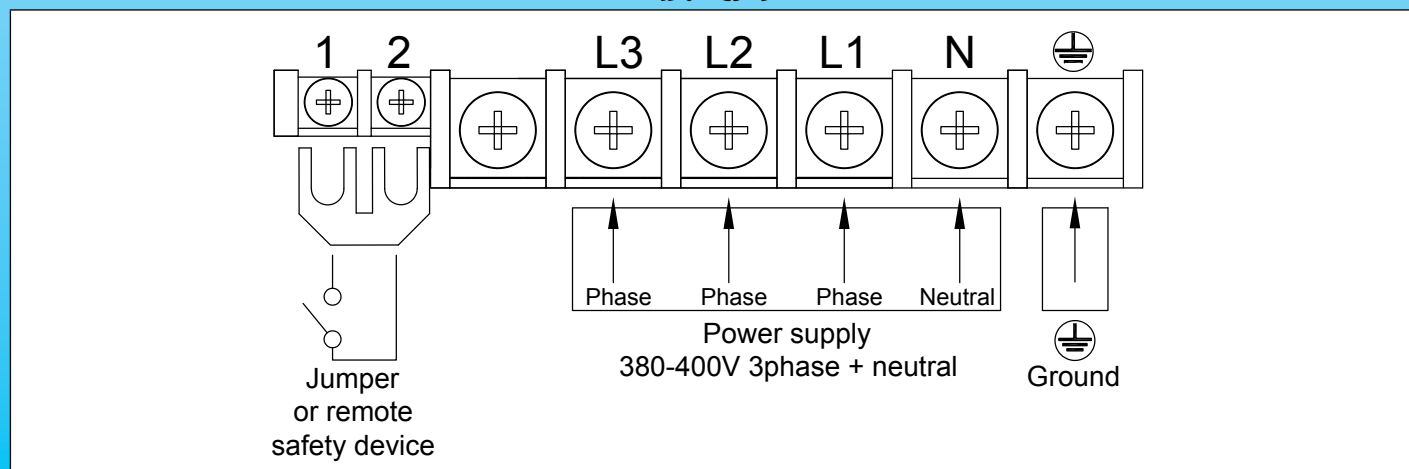 1 2 L3 L2 L1 N
Phase Phase Phase Neutral
Power supply
380-400V 3phase + neutral
Ground
Jumper
or remote
safety device